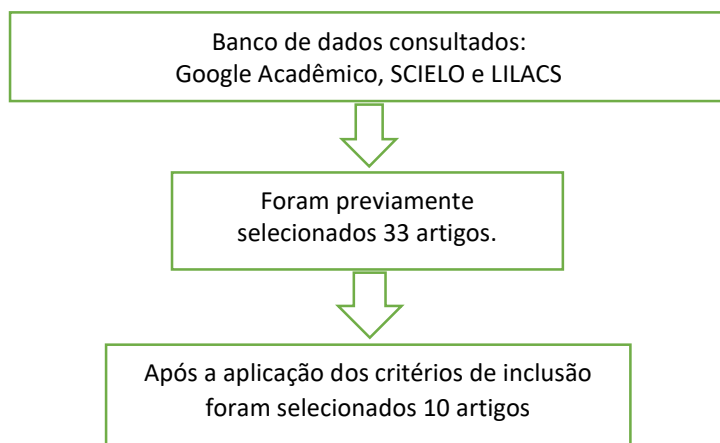 Banco de dados consultados:
Google Acadêmico, SCIELO e LILACS
Foram previamente
selecionados 33 artigos.
Após a aplicação dos critérios de inclusão
foram selecionados 10 artigos